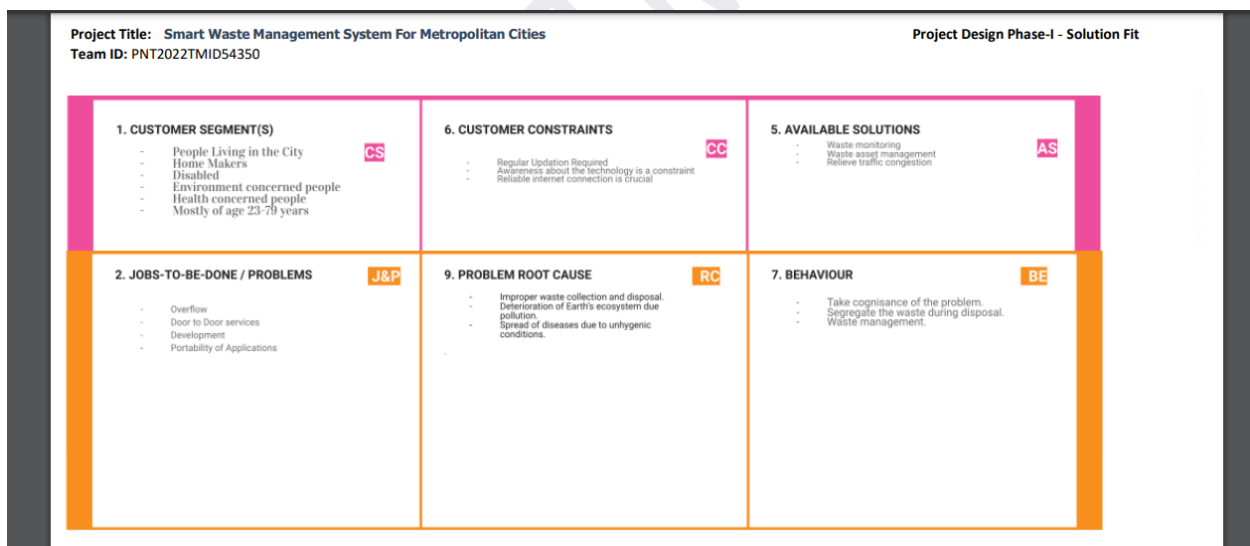 Project Title: Smart Waste Management System For Metropolitan Cities
Project Design Phase-I - Solution Fit
Team ID: PNT2022TMID54350
1. CUSTOMER SEGMENT(S)
CS
- People Living in the City
- Home Makers
- Disabled
- Environment concerned people
- Health concerned people
- Mostly of age 23-79 years
6. CUSTOMER CONSTRAINTS
CC
- Regular Updation Required
- Awareness about the technology is a constraint
- Reliable internet connection is crucial
5. AVAILABLE SOLUTIONS
AS
- Waste monitoring
- Waste asset management
- Relieve traffic congestion
2. JOBS-TO-BE-DONE / PROBLEMS
J&P
- Overflow
- Door to Door services
- Development
- Portability of Applications
9. PROBLEM ROOT CAUSE
RC
- Improper waste collection and disposal.
- Deterioration of Earth's ecosystem due
pollution.
- Spread of diseases due to unhygenic
conditions.
7. BEHAVIOUR
BE
- Take cognisance of the problem.
- Segregate the waste during disposal.
- Waste management.